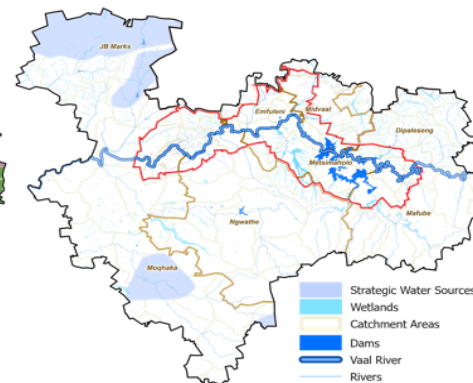 JB Marks
Emfuleni
Midvaal
Dipaleseng
Metsimaholo
Mafube
Ngwathe
Moqhaka
Strategic Water Sources
Wetlands
Catchment Areas
Dams
Vaal River
Rivers